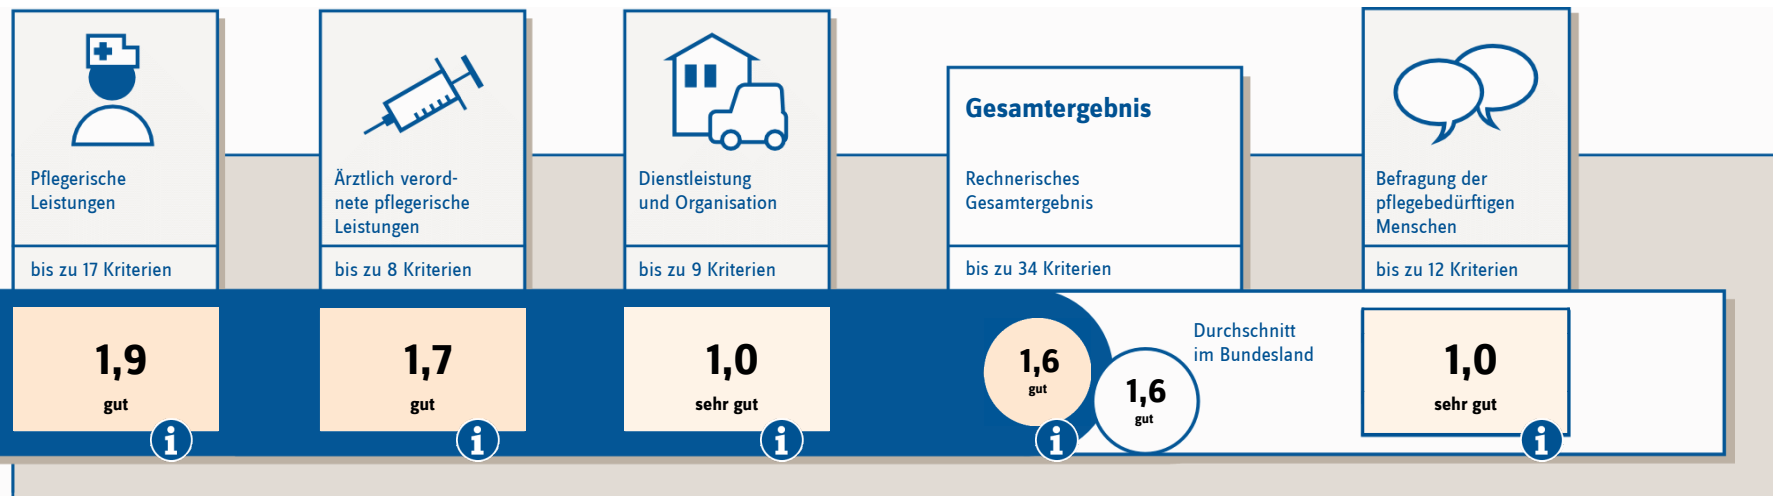 Pflegerische
Leistungen
bis zu 17 Kriterien
1,9
gut
Ärztlich verord-
nete pflegerische
Leistungen
bis zu 8 Kriterien
1,7
gut
Dienstleistung
und Organisation
bis zu 9 Kriterien
1,0
sehr gut
Gesamtergebnis
Rechnerisches
Gesamtergebnis
bis zu 34 Kriterien
1,6
gut
1,6
gut
Durchschnitt
im Bundesland
Befragung der
pflegebedürftigen
Menschen
bis zu 12 Kriterien
1,0
sehr gut